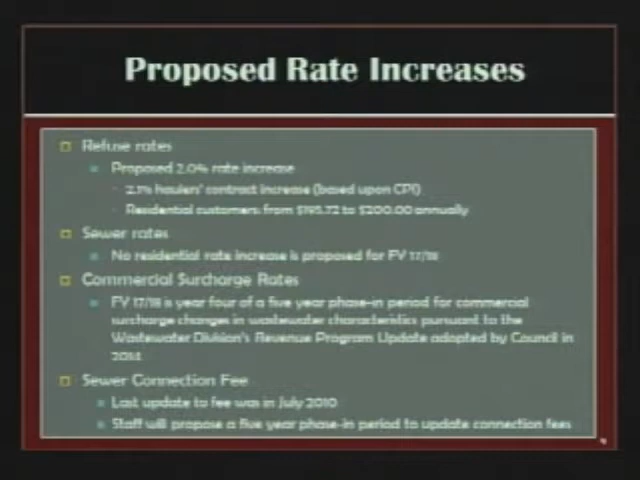 Proposed Rate Increases
Refuse rates
Proposed 2.0% rate increase
2.1% haulers' contract increase (based upon CPI)
Residential customers: from $195.72 to $200.00 annually
Sewer rates
No residential rate increase is proposed for FY 17/18
Commercial Surcharge Rates
FY 17/18 is year four of a five year phase-in period for commercial
surcharge changes in wastewater characteristics pursuant to the
Wastewater Division's Revenue Program Update adopted by Council in
Sewer Connection Fee
Last update to fee was in July 2010
Staff will propose a five year phase-in period to update connection fees